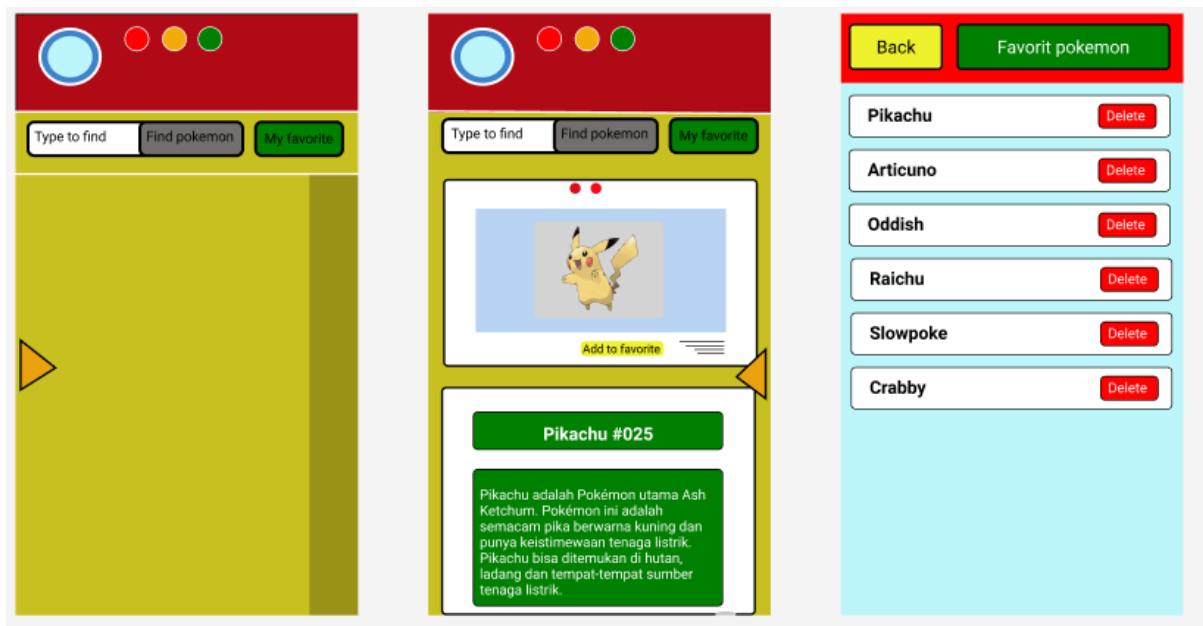 Type to find
Find pokemon
My favorite
Type to find
Find pokemon
My favorite
Add to favorite
Pikachu #025
Pikachu adalah Pokémon utama Ash
Ketchum. Pokémon ini adalah
semacam pika berwarna kuning dan
punya keistimewaan tenaga listrik.
Pikachu bisa ditemukan di hutan,
ladang dan tempat-tempat sumber
tenaga listrik.
Back
Favorit pokemon
Pikachu
Delete
Articuno
Delete
Oddish
Delete
Raichu
Delete
Slowpoke
Delete
Crabby
Delete